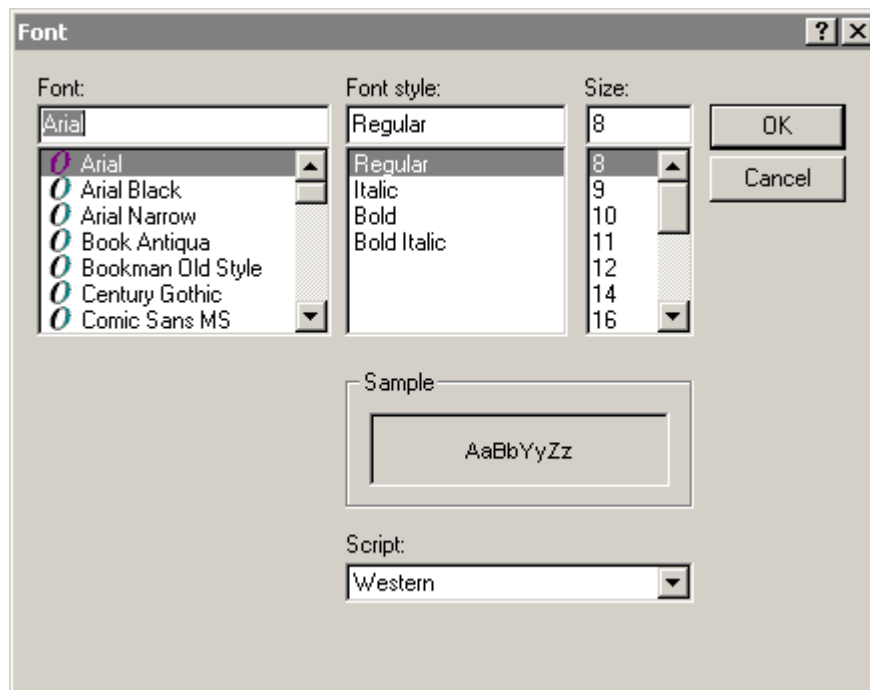 Font
Font:
Arial
Arial
Arial Black
Arial Narrow
Book Antiqua
Bookman Old Style
Century Gothic
Comic Sans MS
Font style:
Regular
Regular
Italic
Bold
Bold Italic
Size:
8
8
9
10
11
12
14
16
OK
Cancel
Sample
AaBbYyZz
Script:
Western